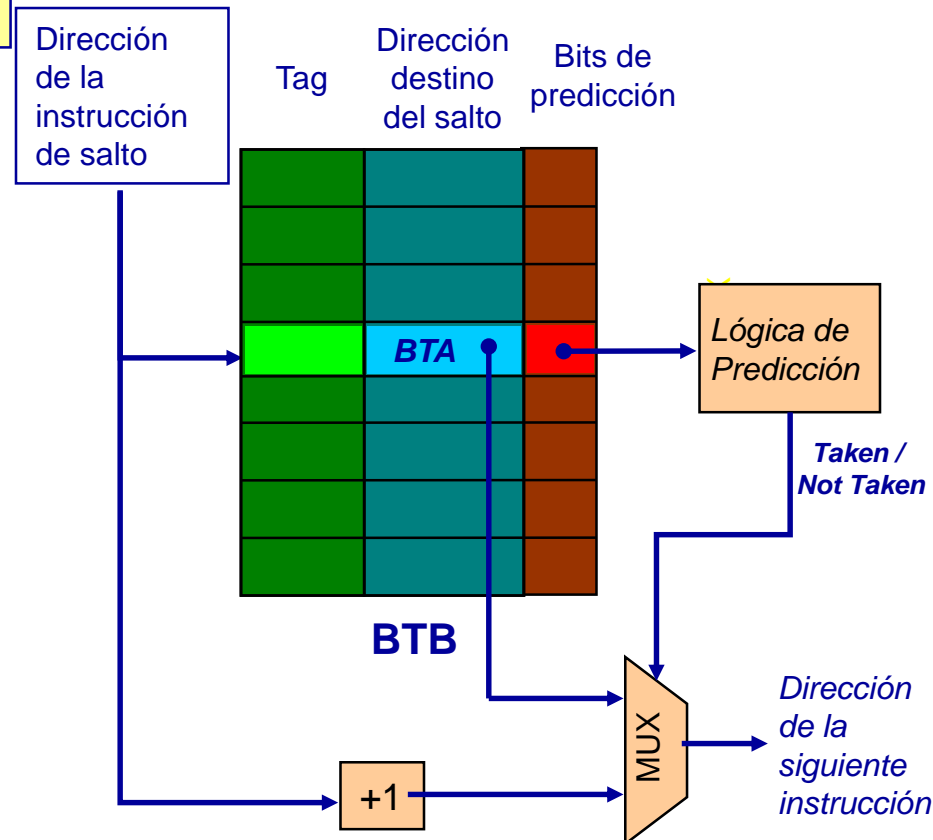 Dirección
de la
instrucción
de salto
Tag
Dirección
destino
del salto
Bits de
predicción
BTA
Lógica de
Predicción
Taken /
Not Taken
BTB
MUX
Dirección
de la
siguiente
instrucción
+1